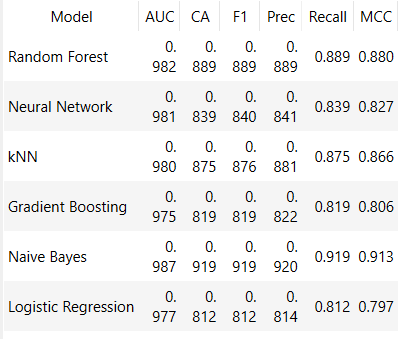 Model AUC CA F1 Prec Recall MCC
Random Forest 0.982 0.889 0.889 0.889 0.889 0.880
Neural Network 0.981 0.839 0.840 0.841 0.839 0.827
kNN 0.980 0.875 0.876 0.881 0.875 0.866
Gradient Boosting 0.975 0.819 0.819 0.822 0.819 0.806
Naive Bayes 0.987 0.919 0.919 0.920 0.919 0.913
Logistic Regression 0.977 0.812 0.812 0.814 0.812 0.797